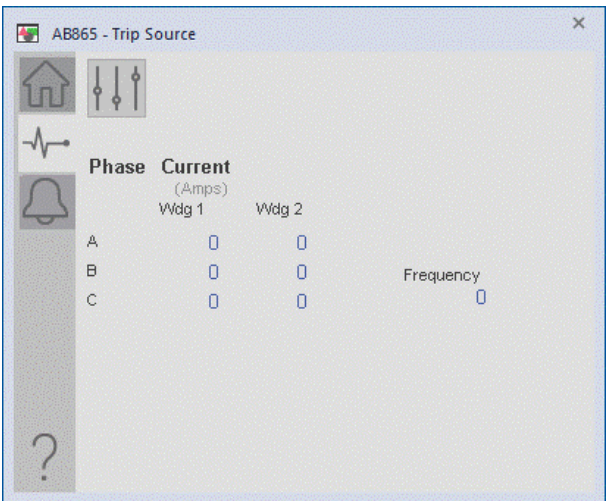 AB865 - Trip Source
Phase Current
(Amps)
Wdg 1 Wdg 2
A 0 0
B 0 0
C 0 0
Frequency
0
?